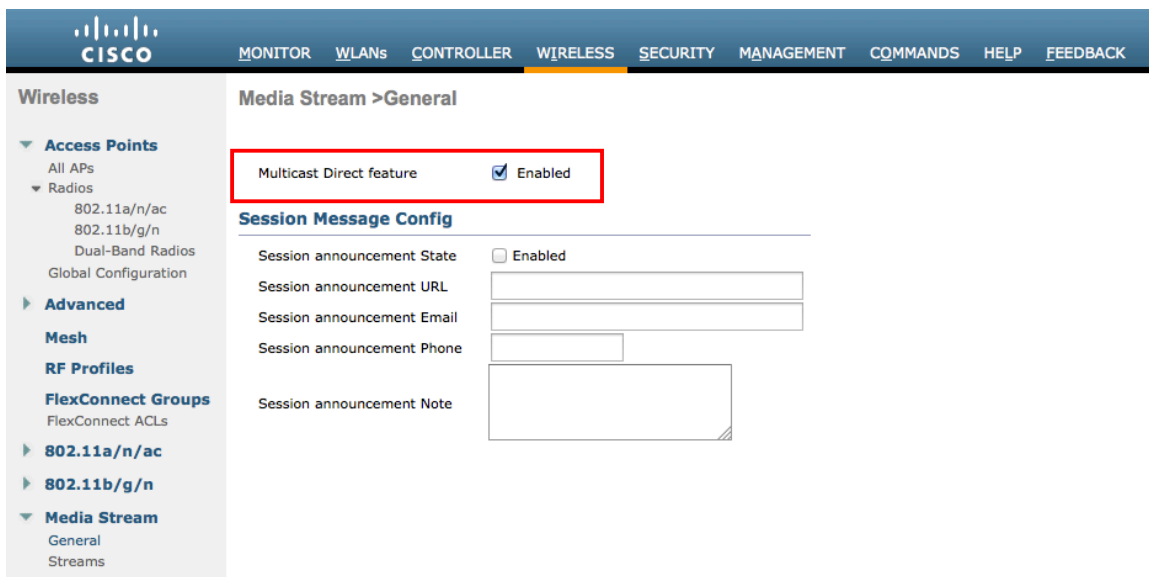 CISCO
MONITOR WLANs CONTROLLER WIRELESS SECURITY MANAGEMENT COMMANDS HELP FEEDBACK
Wireless
Access Points
All APs
Radios
802.11a/n/ac
802.11b/g/n
Dual-Band Radios
Global Configuration
Advanced
Mesh
RF Profiles
FlexConnect Groups
FlexConnect ACLs
802.11a/n/ac
802.11b/g/n
Media Stream
General
Streams
Media Stream >General
Multicast Direct feature Enabled
Session Message Config
Session announcement State Enabled
Session announcement URL
Session announcement Email
Session announcement Phone
Session announcement Note